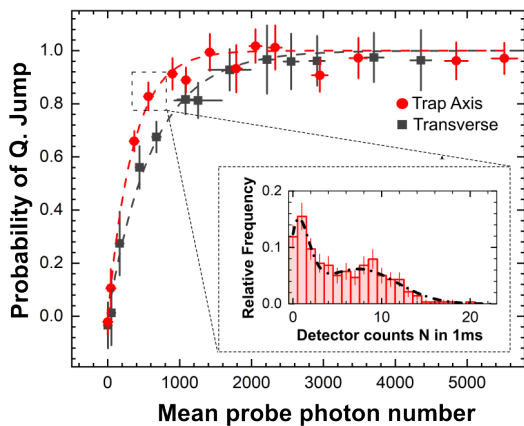 Probability of Q. Jump
1.0
0.8
0.6
0.4
0.2
0.0
0 1000 2000 3000 4000 5000
Mean probe photon number
Trap Axis
Transverse
Relative Frequency
0.2
0.1
0.0
0 10 20
Detector counts N in 1ms